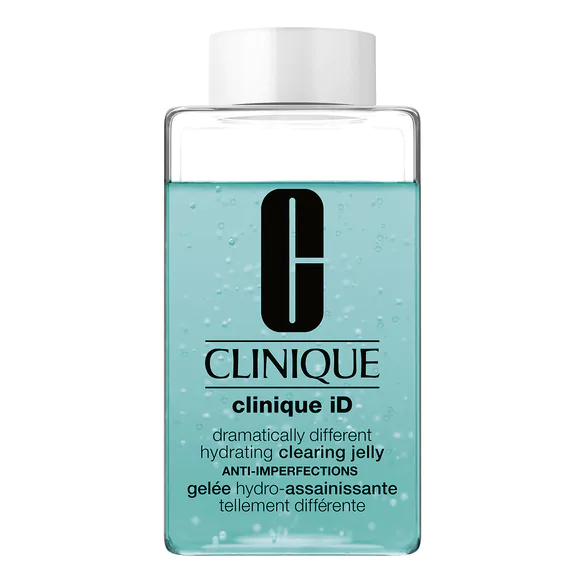 C
CLINIQUE
clinique iD
dramatically different
hydrating clearing jelly
ANTI-IMPERFECTIONS
gelée hydro-assainissante
tellement différente